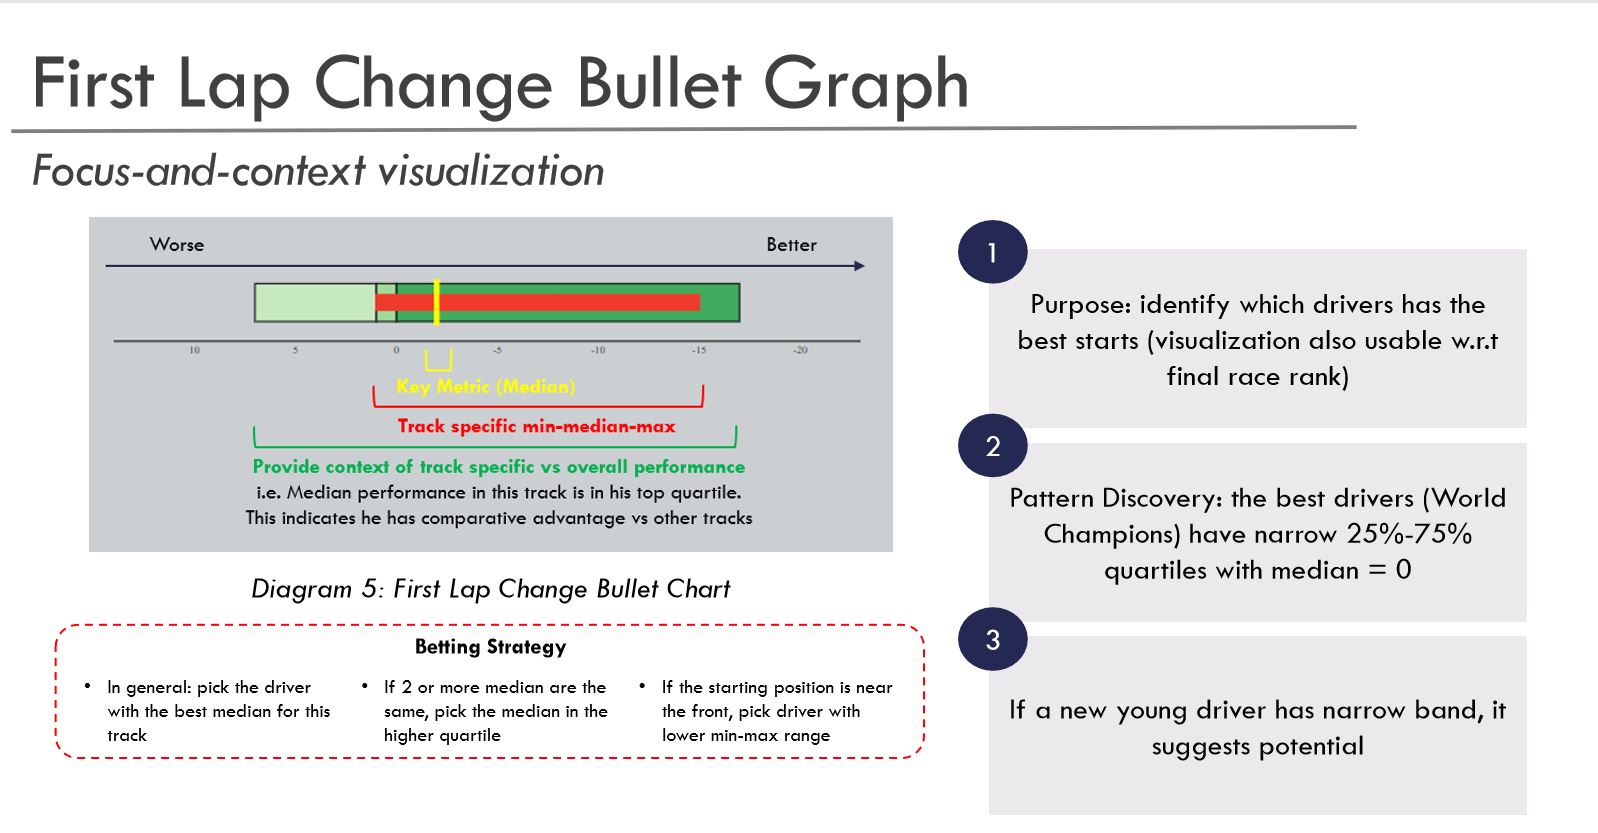 First Lap Change Bullet Graph
Focus-and-context visualization
Worse
Better
10
5
0
-5
-10
-15
-20
Key Metric (Median)
Track specific min-median-max
Provide context of track specific vs overall performance
i.e. Median performance in this track is in his top quartile.
This indicates he has comparative advantage vs other tracks
Diagram 5: First Lap Change Bullet Chart
Betting Strategy
• In general: pick the driver
with the best median for this
track
• If 2 or more median are the
same, pick the median in the
higher quartile
• If the starting position is near
the front, pick driver with
lower min-max range
1
Purpose: identify which drivers has the
best starts (visualization also usable w.r.t
final race rank)
2
Pattern Discovery: the best drivers (World
Champions) have narrow 25%-75%
quartiles with median = 0
3
If a new young driver has narrow band, it
suggests potential